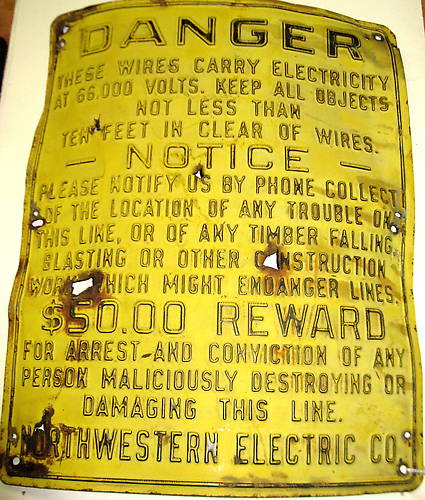 DANGER
THESE WIRES CARRY ELECTRICITY
AT 66.000 VOLTS. KEEP ALL OBJECTS
NOT LESS THAN
TEN FEET IN CLEAR OF WIRES.
— NOTICE —
PLEASE NOTIFY US BY PHONE COLLECT
OF THE LOCATION OF ANY TROUBLE ON
THIS LINE, OR OF ANY TIMBER FALLING,
BLASTING OR OTHER CONSTRUCTION
WORK WHICH MIGHT ENDANGER LINES.
$50.00 REWARD
FOR ARREST AND CONVICTION OF ANY
PERSON MALICIOUSLY DESTROYING OR
DAMAGING THIS LINE.
NORTHWESTERN ELECTRIC CO.